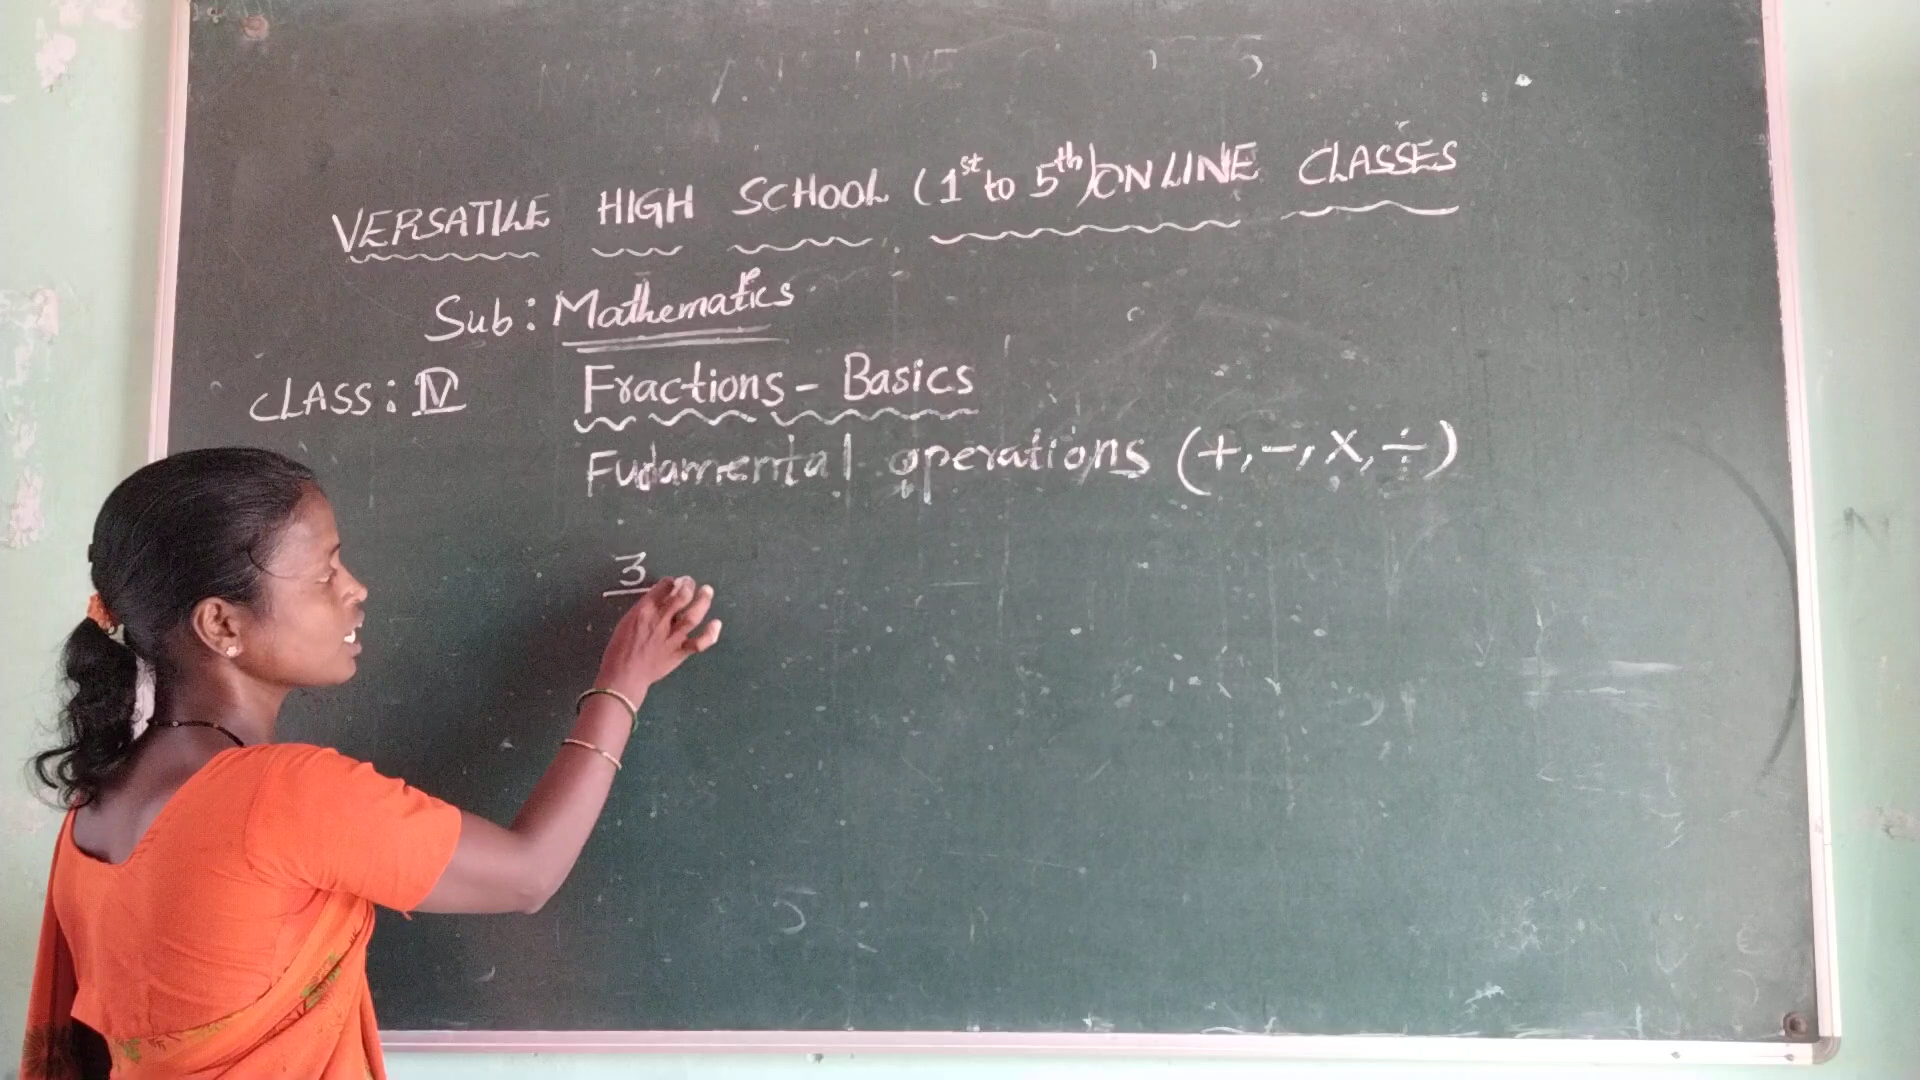 VERSATILE HIGH SCHOOL (1st to 5th) ONLINE CLASSES
Sub: Mathematics
CLASS: IV Fractions - Basics
Fudamental operations (+, -, x, ÷)
3